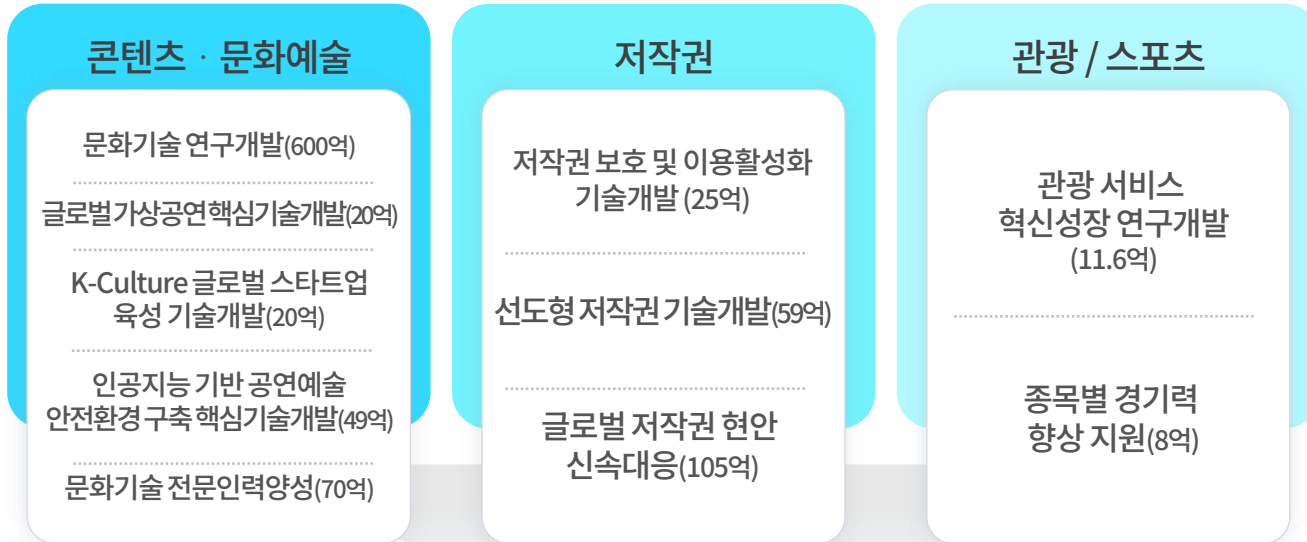 콘텐츠 · 문화예술
문화기술 연구개발(600억)
글로벌 가상공연 핵심기술개발(20억)
K-Culture 글로벌 스타트업
육성 기술개발(20억)
인공지능 기반 공연예술
안전환경 구축 핵심기술개발(49억)
문화기술 전문인력양성(70억)
저작권
저작권 보호 및 이용활성화
기술개발 (25억)
선도형 저작권 기술개발(59억)
글로벌 저작권 현안
신속대응(105억)
관광 / 스포츠
관광 서비스
혁신성장 연구개발
(11.6억)
종목별 경기력
향상 지원(8억)